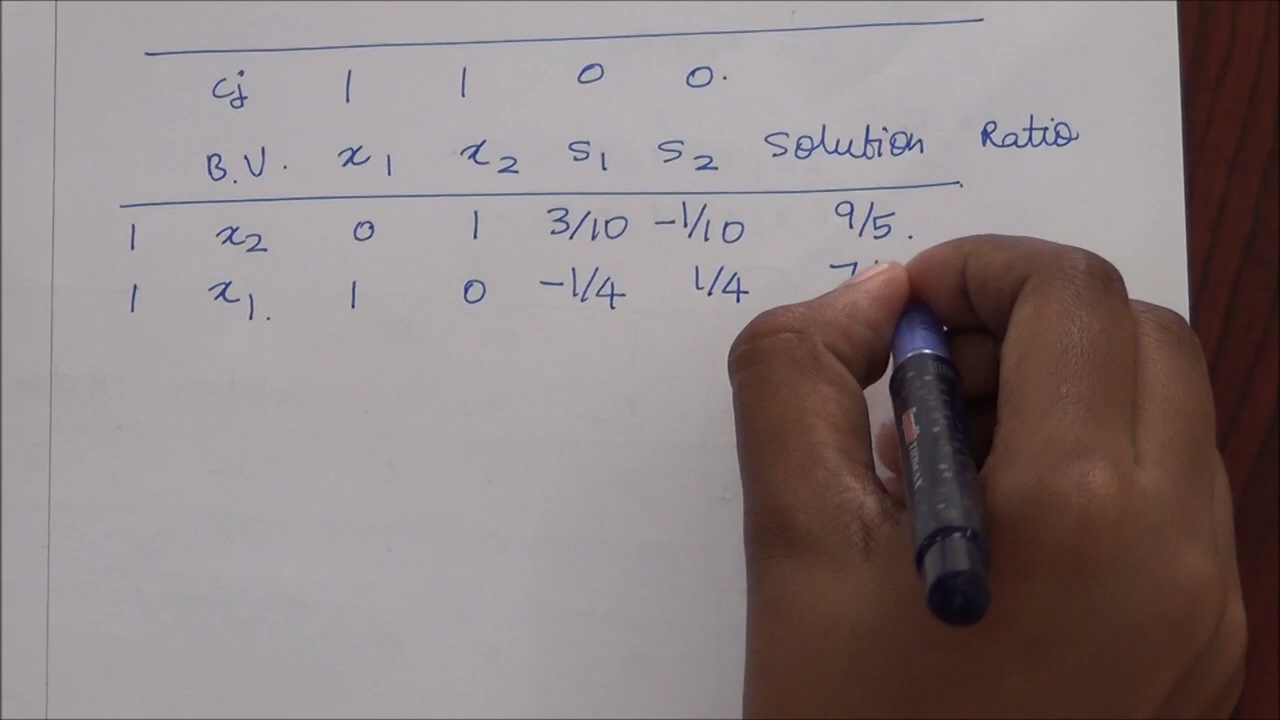 Cj 1 1 0 0.
B.V. x1 x2 S1 S2 Solution Ratio
1 x2 0 1 3/10 -1/10 9/5.
1 x1. 1 0 -1/4 1/4